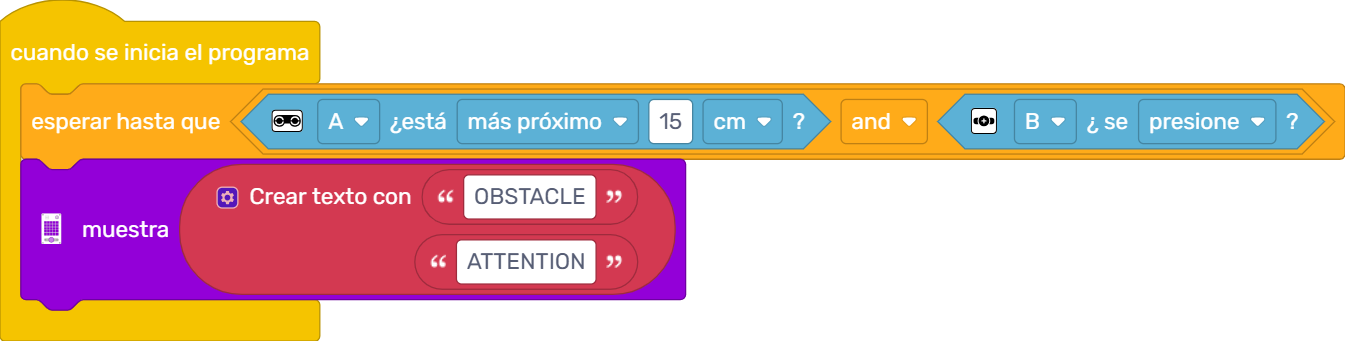 cuando se inicia el programa
esperar hasta que A ¿está más próximo 15 cm ? and B ¿ se presione ?
Crear texto con “ OBSTACLE ”
muestra
“ ATTENTION ”